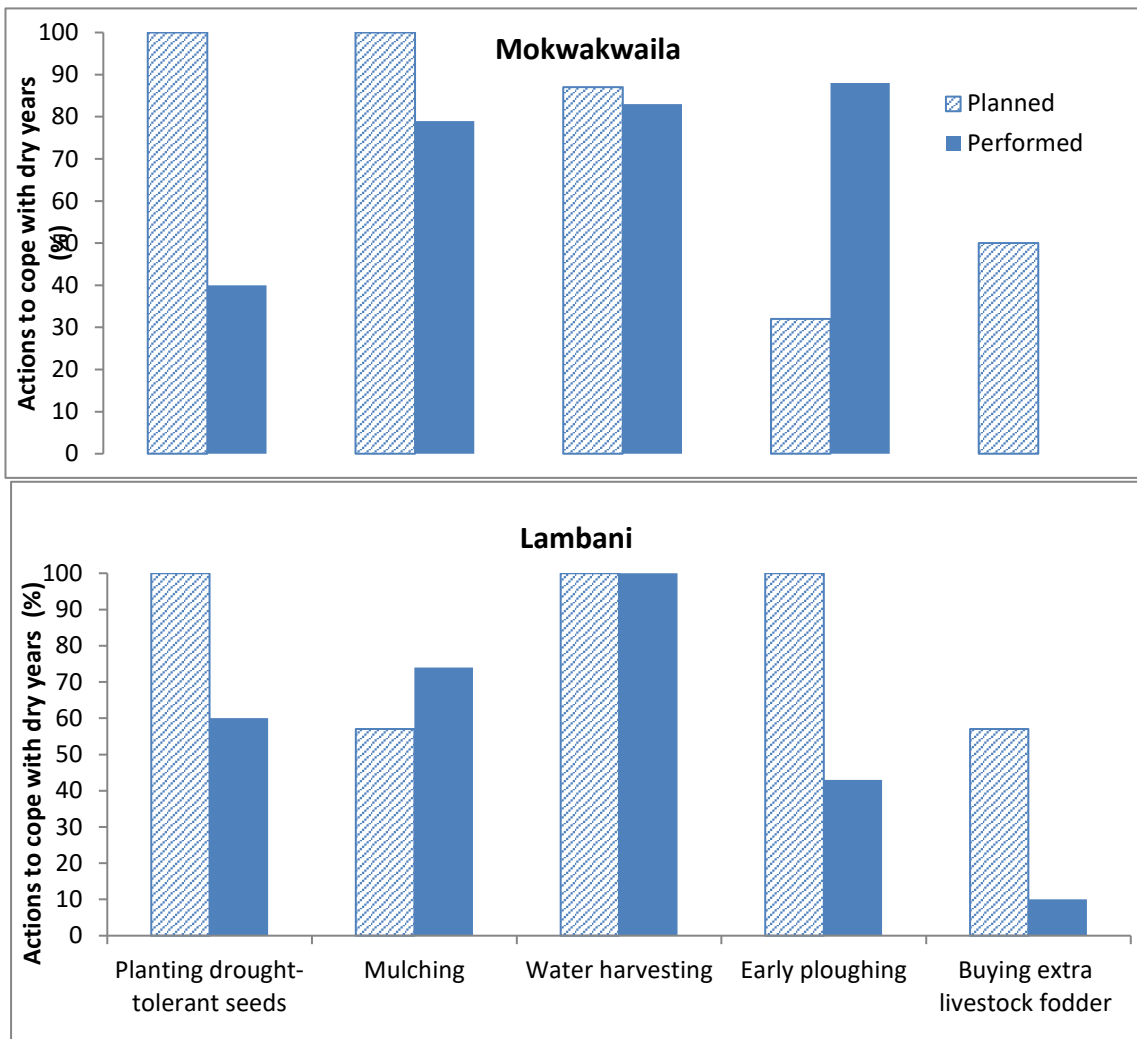 Mokwakwaila
Actions to cope with dry years
(%)
100
90
80
70
60
50
40
30
20
10
0
Planned
Performed
Lambani
Actions to cope with dry years (%)
100
90
80
70
60
50
40
30
20
10
0
Planting drought-
tolerant seeds
Mulching
Water harvesting
Early ploughing
Buying extra
livestock fodder